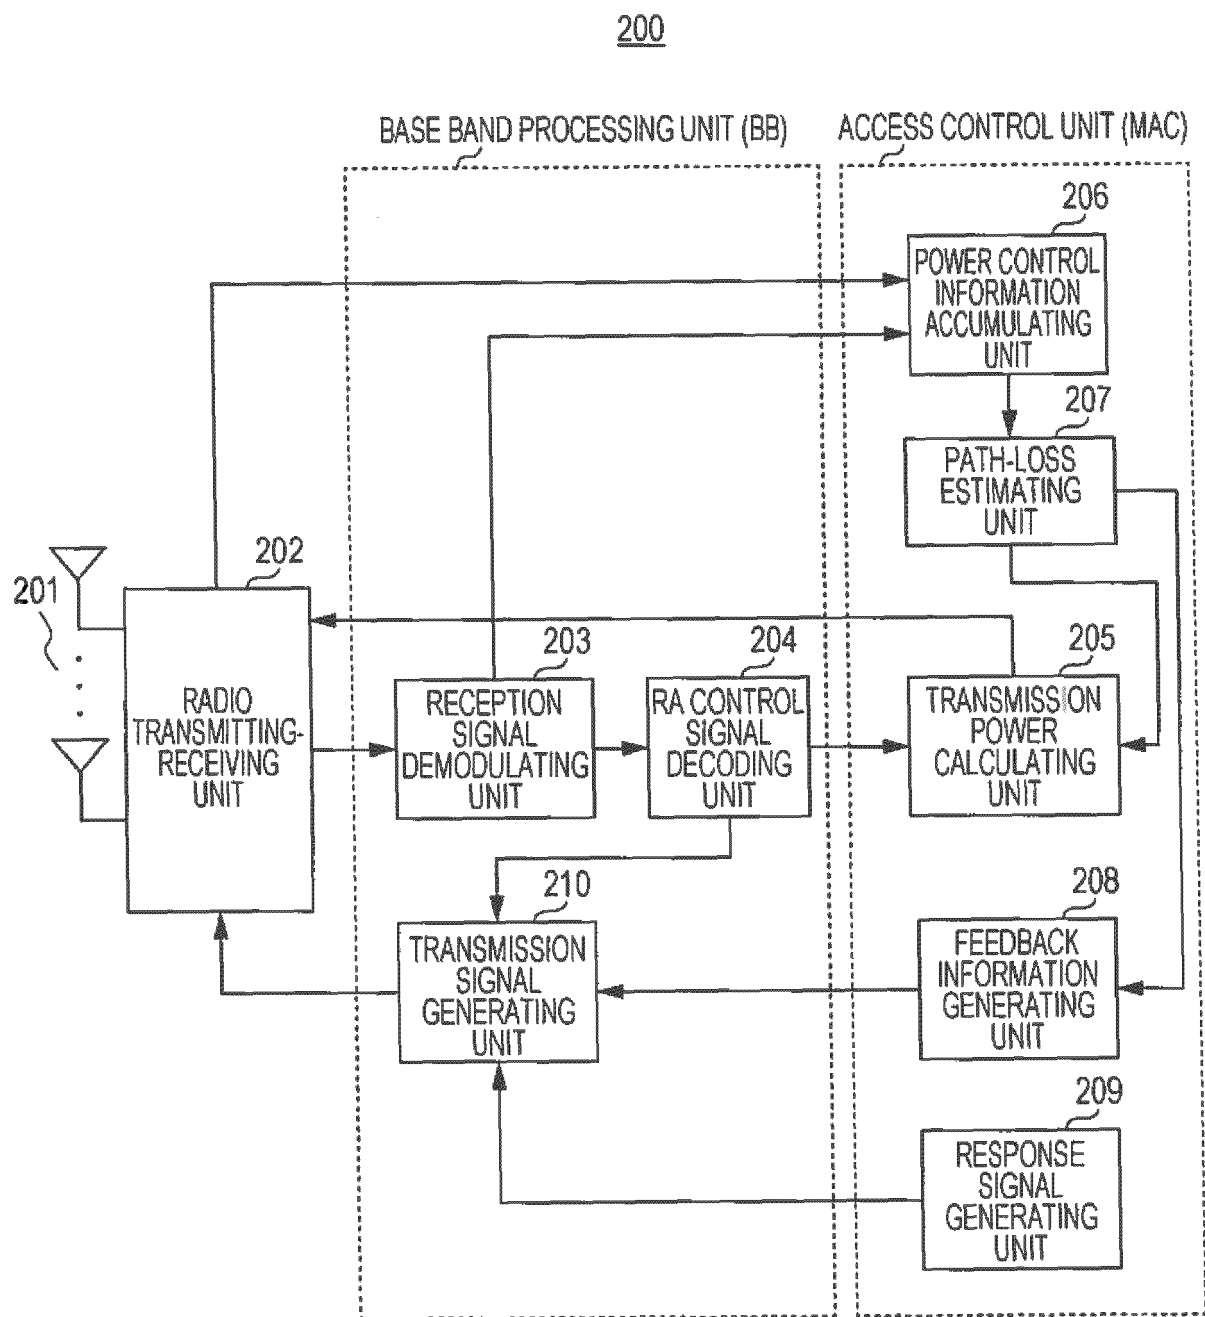 200
BASE BAND PROCESSING UNIT (BB)
ACCESS CONTROL UNIT (MAC)
206
POWER CONTROL
INFORMATION
ACCUMULATING
UNIT
207
PATH-LOSS
ESTIMATING
UNIT
201
202
RADIO
TRANSMITTING-
RECEIVING
UNIT
203
RECEPTION
SIGNAL
DEMODULATING
UNIT
204
RA CONTROL
SIGNAL
DECODING
UNIT
205
TRANSMISSION
POWER
CALCULATING
UNIT
210
TRANSMISSION
SIGNAL
GENERATING
UNIT
208
FEEDBACK
INFORMATION
GENERATING
UNIT
209
RESPONSE
SIGNAL
GENERATING
UNIT